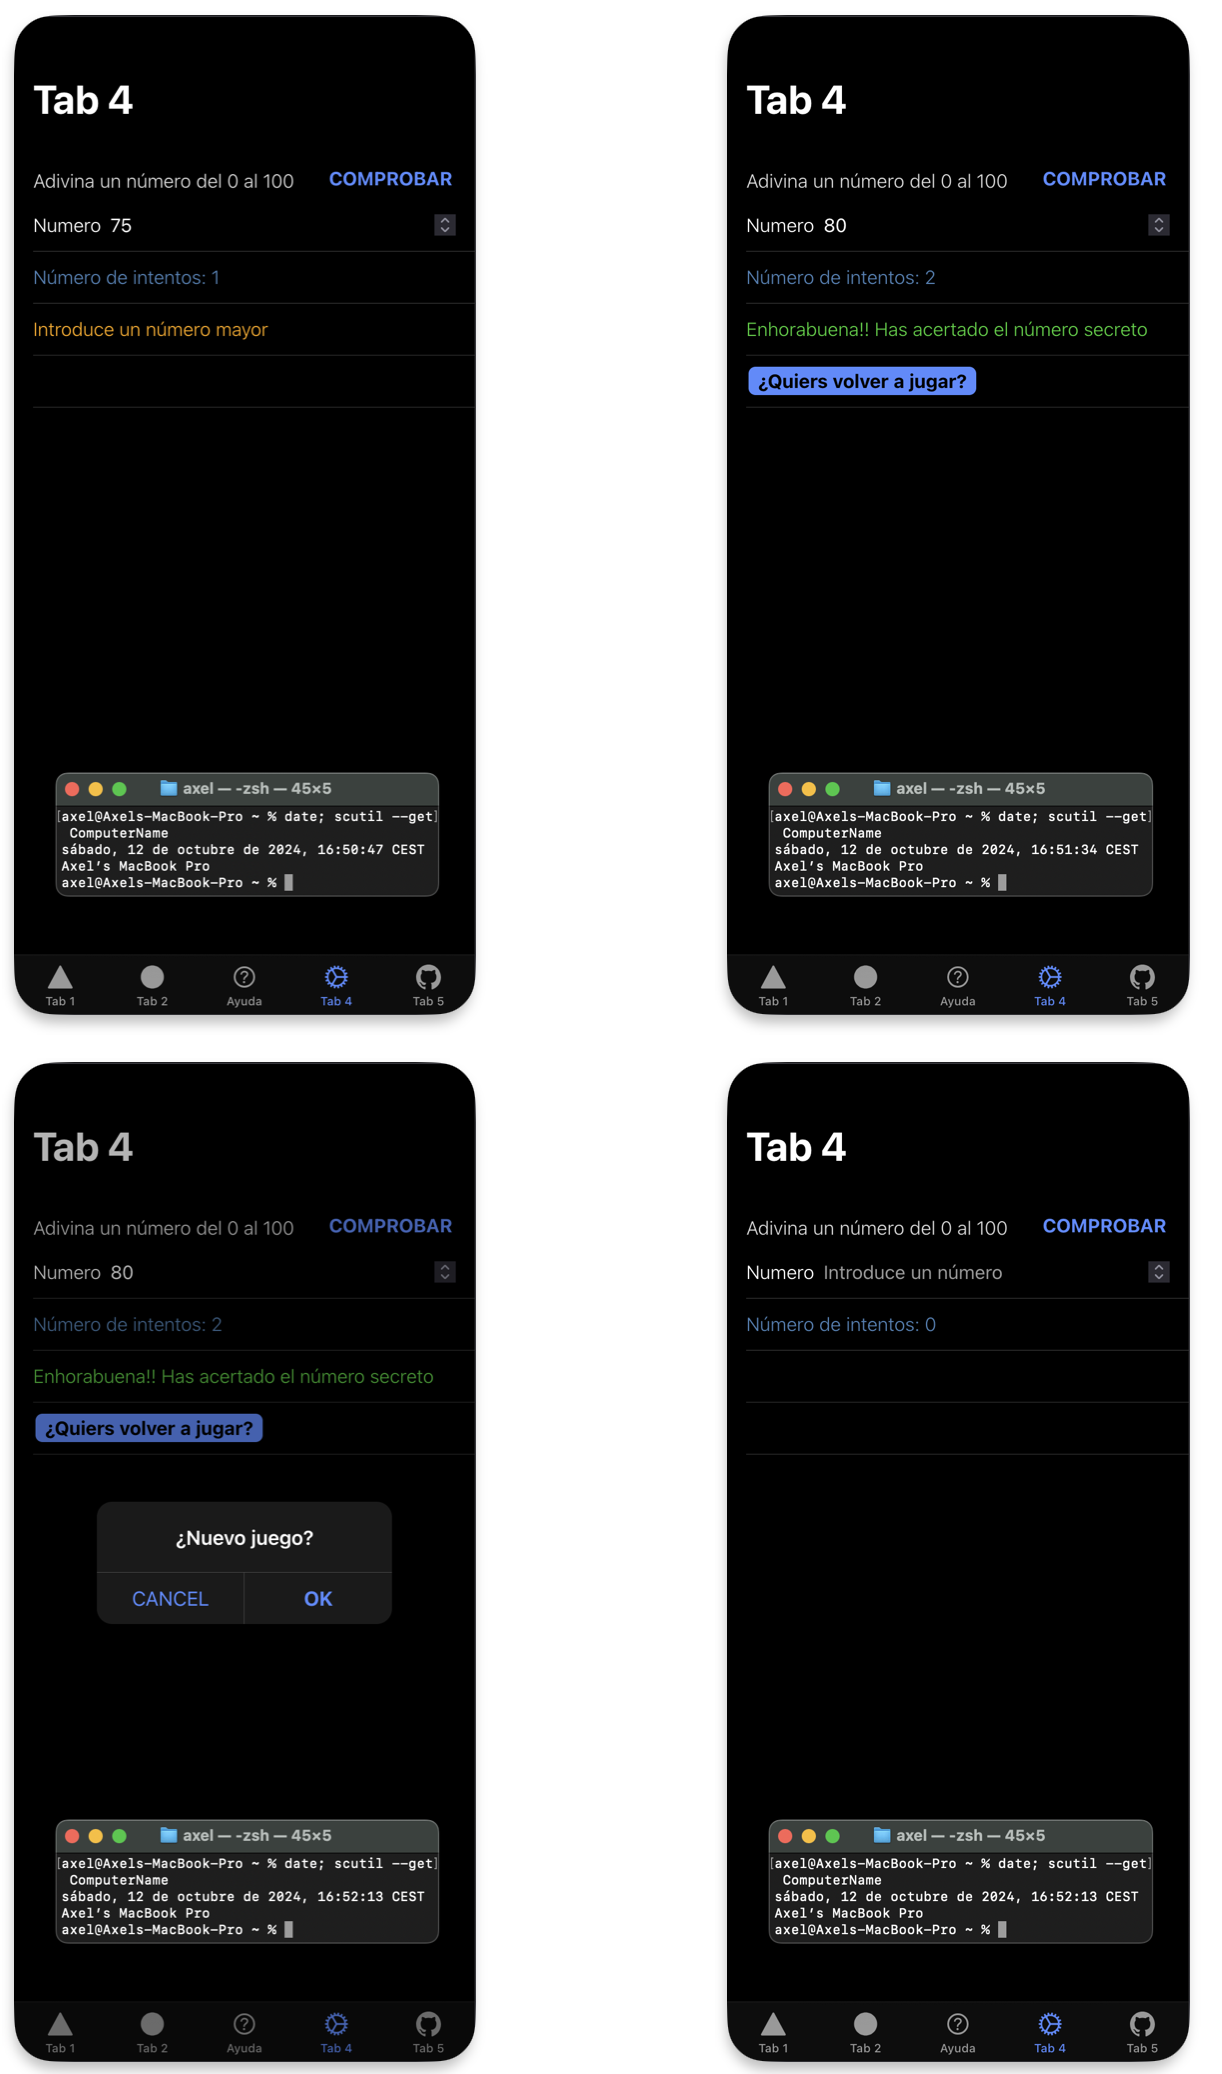 Tab 4
Adivina un número del 0 al 100 COMPROBAR
Numero 75
Número de intentos: 1
Introduce un número mayor
axel — -zsh — 45×5
[axel@Axels-MacBook-Pro ~ % date; scutil --get]
ComputerName
sábado, 12 de octubre de 2024, 16:50:47 CEST
Axel’s MacBook Pro
axel@Axels-MacBook-Pro ~ %
Tab 1 Tab 2 Ayuda Tab 4 Tab 5
Tab 4
Adivina un número del 0 al 100 COMPROBAR
Numero 80
Número de intentos: 2
Enhorabuena!! Has acertado el número secreto
¿Quiers volver a jugar?
axel — -zsh — 45×5
[axel@Axels-MacBook-Pro ~ % date; scutil --get]
ComputerName
sábado, 12 de octubre de 2024, 16:51:34 CEST
Axel’s MacBook Pro
axel@Axels-MacBook-Pro ~ %
Tab 1 Tab 2 Ayuda Tab 4 Tab 5
Tab 4
Adivina un número del 0 al 100 COMPROBAR
Numero 80
Número de intentos: 2
Enhorabuena!! Has acertado el número secreto
¿Quiers volver a jugar?
¿Nuevo juego?
CANCEL OK
axel — -zsh — 45×5
[axel@Axels-MacBook-Pro ~ % date; scutil --get]
ComputerName
sábado, 12 de octubre de 2024, 16:52:13 CEST
Axel’s MacBook Pro
axel@Axels-MacBook-Pro ~ %
Tab 1 Tab 2 Ayuda Tab 4 Tab 5
Tab 4
Adivina un número del 0 al 100 COMPROBAR
Numero Introduce un número
Número de intentos: 0
axel — -zsh — 45×5
[axel@Axels-MacBook-Pro ~ % date; scutil --get]
ComputerName
sábado, 12 de octubre de 2024, 16:52:13 CEST
Axel’s MacBook Pro
axel@Axels-MacBook-Pro ~ %
Tab 1 Tab 2 Ayuda Tab 4 Tab 5